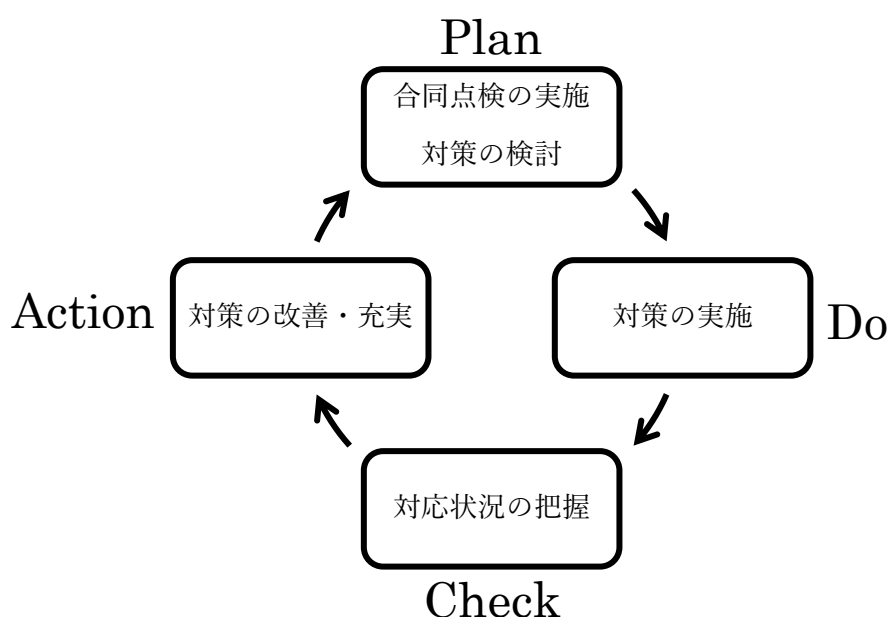 Plan
合同点検の実施
対策の検討
Action
対策の改善・充実
対策の実施
Do
対応状況の把握
Check